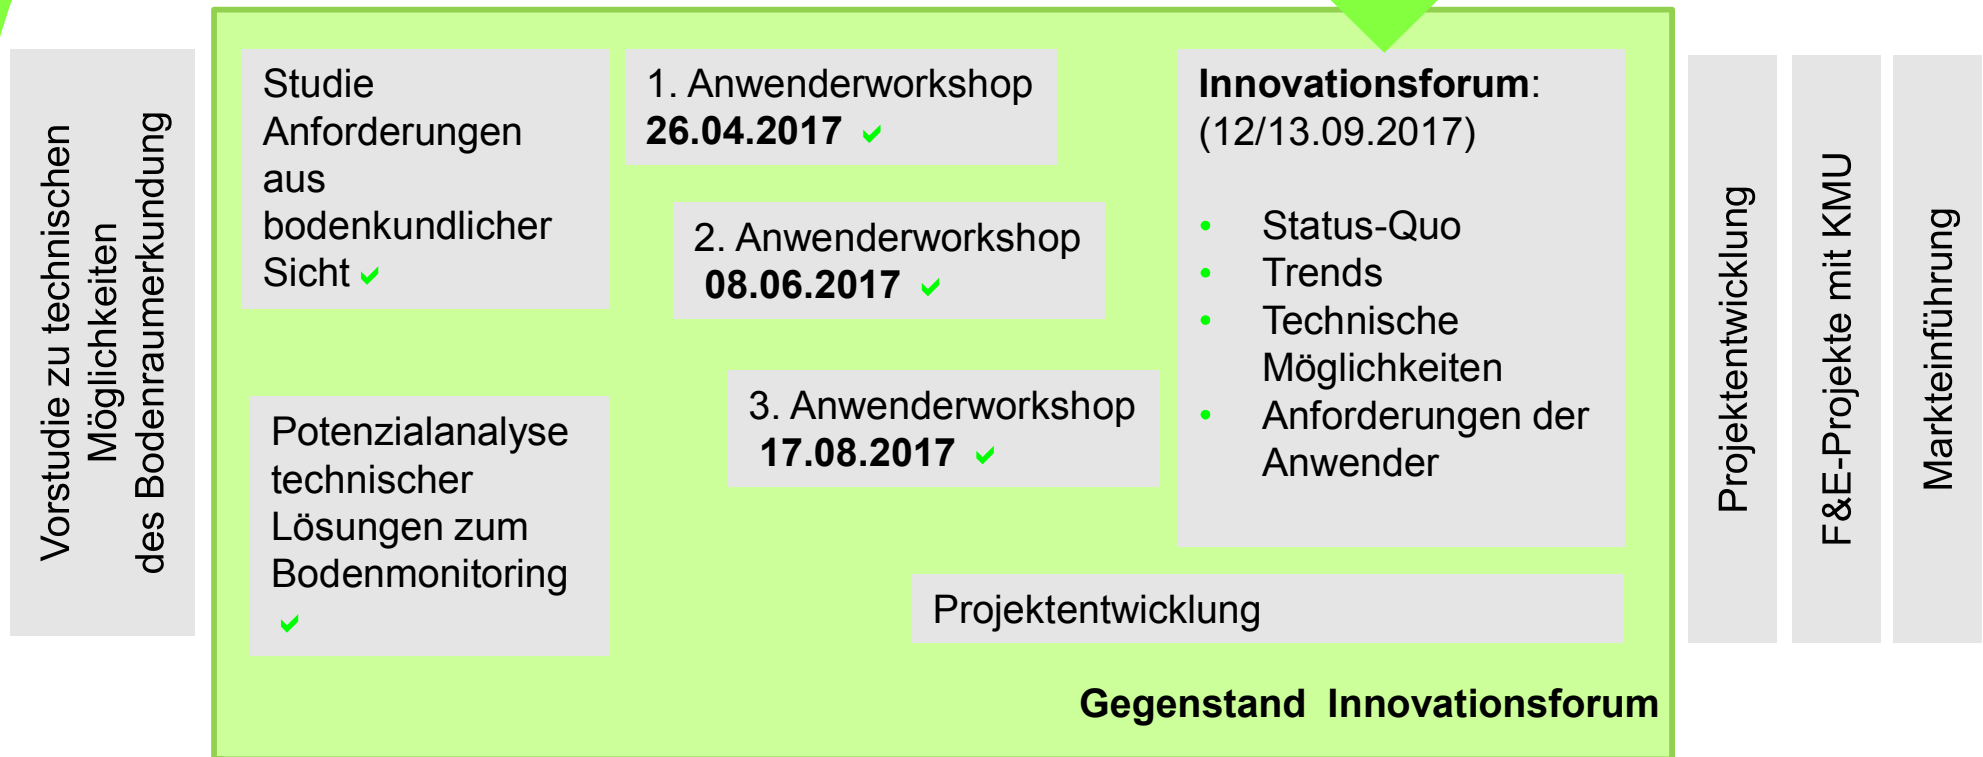 Vorstudie zu technischen
Möglichkeiten
des Bodenraumerkundung
Studie
Anforderungen
aus
bodenkundlicher
Sicht ✓
Potenzialanalyse
technischer
Lösungen zum
Bodenmonitoring
✓
1. Anwenderworkshop
26.04.2017 ✓
2. Anwenderworkshop
08.06.2017 ✓
3. Anwenderworkshop
17.08.2017 ✓
Innovationsforum:
(12/13.09.2017)
• Status-Quo
• Trends
• Technische
Möglichkeiten
• Anforderungen der
Anwender
Projektentwicklung
Gegenstand Innovationsforum
Projektentwicklung
F&E-Projekte mit KMU
Markteinführung